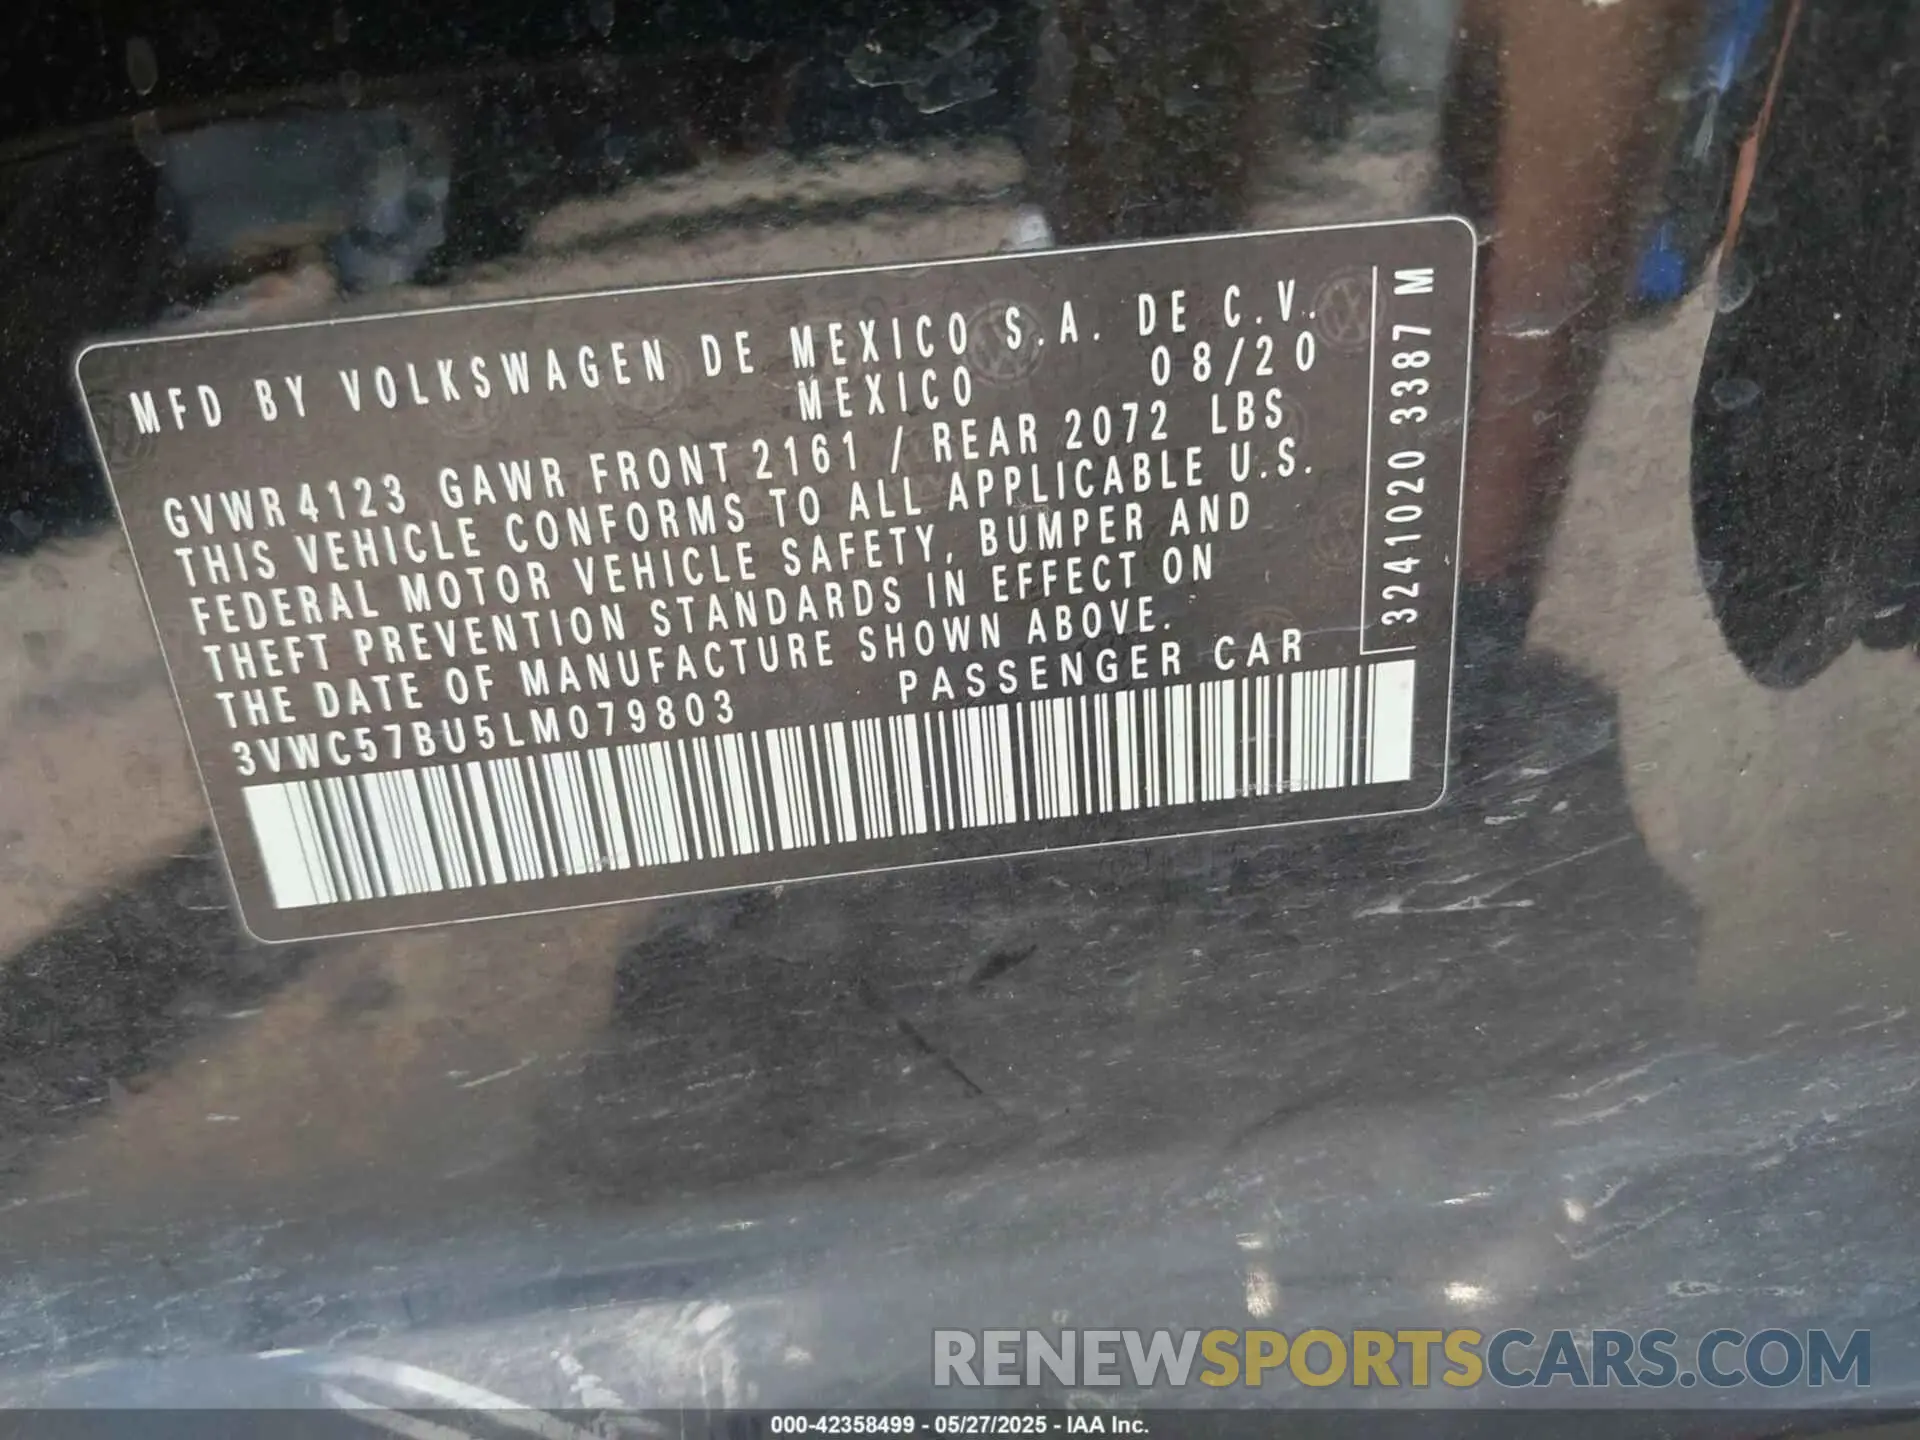 MFD BY VOLKSWAGEN DE MEXICO S.A. DE C.V.
MEXICO 08/20
GVWR 4123 GAWR FRONT 2161 / REAR 2072 LBS
THIS VEHICLE CONFORMS TO ALL APPLICABLE U.S.
FEDERAL MOTOR VEHICLE SAFETY, BUMPER AND
THEFT PREVENTION STANDARDS IN EFFECT ON
THE DATE OF MANUFACTURE SHOWN ABOVE.
3VWC57BU5LM079803 PASSENGER CAR
3241020 3387 M
RENEWSPORTSCARS.COM
000-42358499 - 05/27/2025 - IAA Inc.